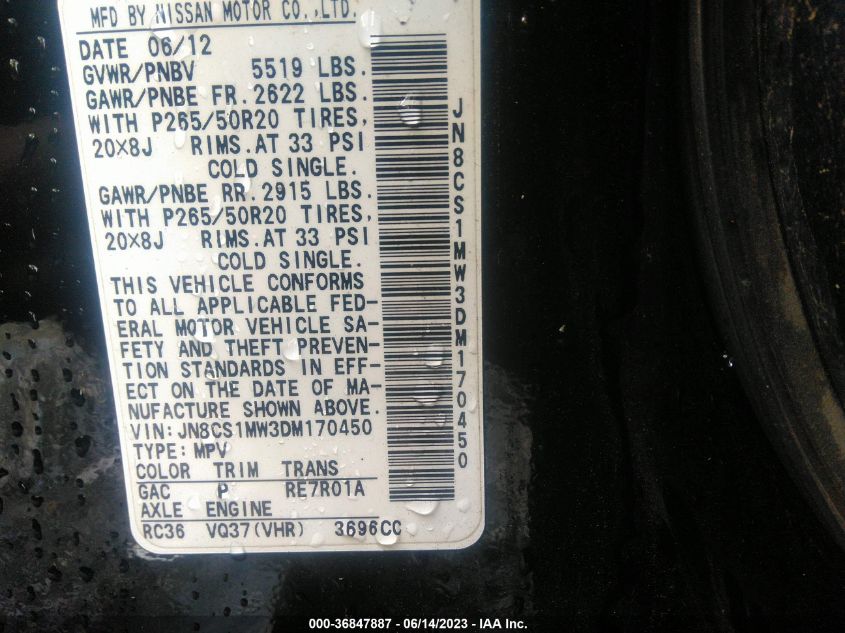 MFD BY NISSAN MOTOR CO.,LTD.
DATE 06/12
GVWR/PNBV 5519 LBS.
GAWR/PNBE FR.2622 LBS.
WITH P265/50R20 TIRES,
20X8J RIMS.AT 33 PSI
COLD SINGLE.
GAWR/PNBE RR.2915 LBS.
WITH P265/50R20 TIRES,
20X8J RIMS.AT 33 PSI
COLD SINGLE.
THIS VEHICLE CONFORMS
TO ALL APPLICABLE FED-
ERAL MOTOR VEHICLE SA-
FETY AND THEFT PREVEN-
TION STANDARDS IN EFF-
ECT ON THE DATE OF MA-
NUFACTURE SHOWN ABOVE.
VIN:JN8CS1MW3DM170450
TYPE:MPV
COLOR TRIM TRANS
GAC P RE7R01A
AXLE ENGINE
RC36 VQ37(VHR) 3696CC
JN8CS1MW3DM170450
000-36847887 - 06/14/2023 - IAA Inc.